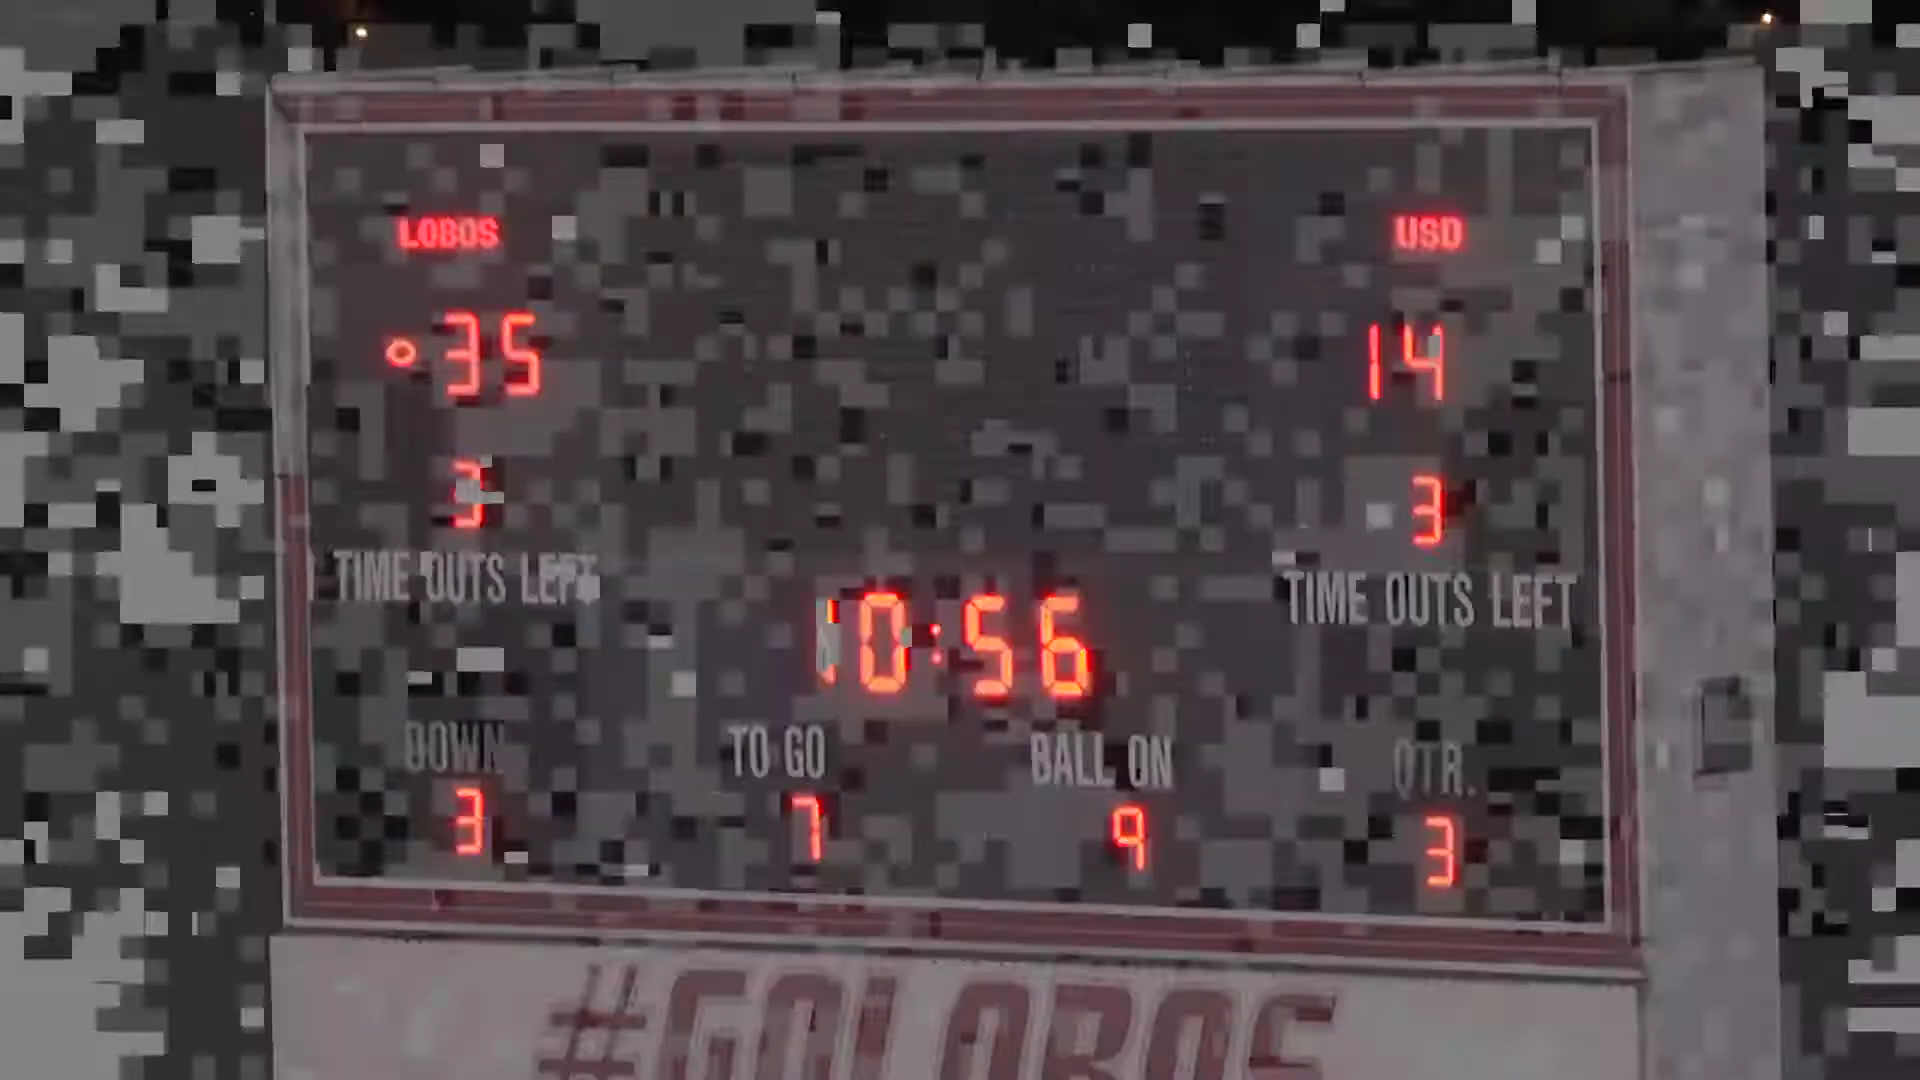 LOBOS USD
35 14
3 3
TIME OUTS LEFT TIME OUTS LEFT
10:56
DOWN TO GO BALL ON QTR.
3 7 9 3
#GOLOBOS